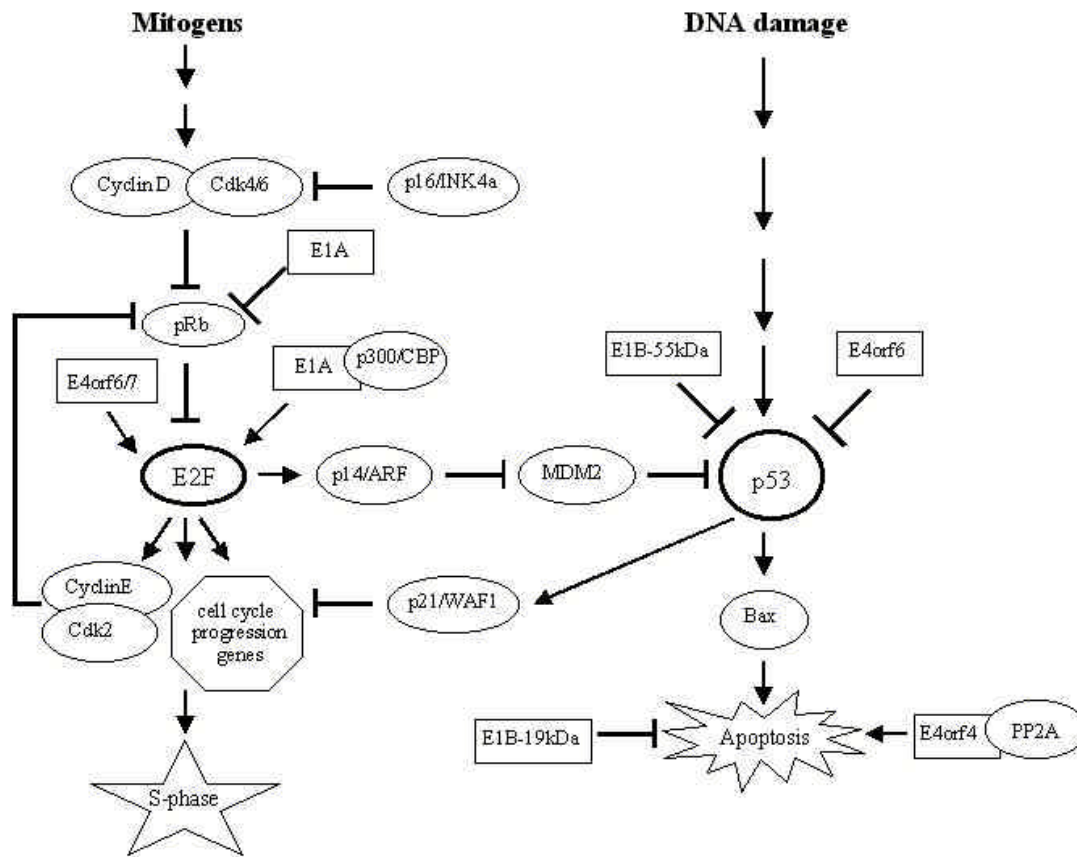 Mitogens
DNA damage
Cyclin D
Cdk4/6
p16/INK4a
E1A
pRb
E4orf6/7
E1A
p300/CBP
E1B-55kDa
E4orf6
E2F
p14/ARF
MDM2
p53
CyclinE
Cdk2
cell cycle
progression
genes
p21/WAF1
Bax
S-phase
E1B-19kDa
Apoptosis
E4orf4
PP2A